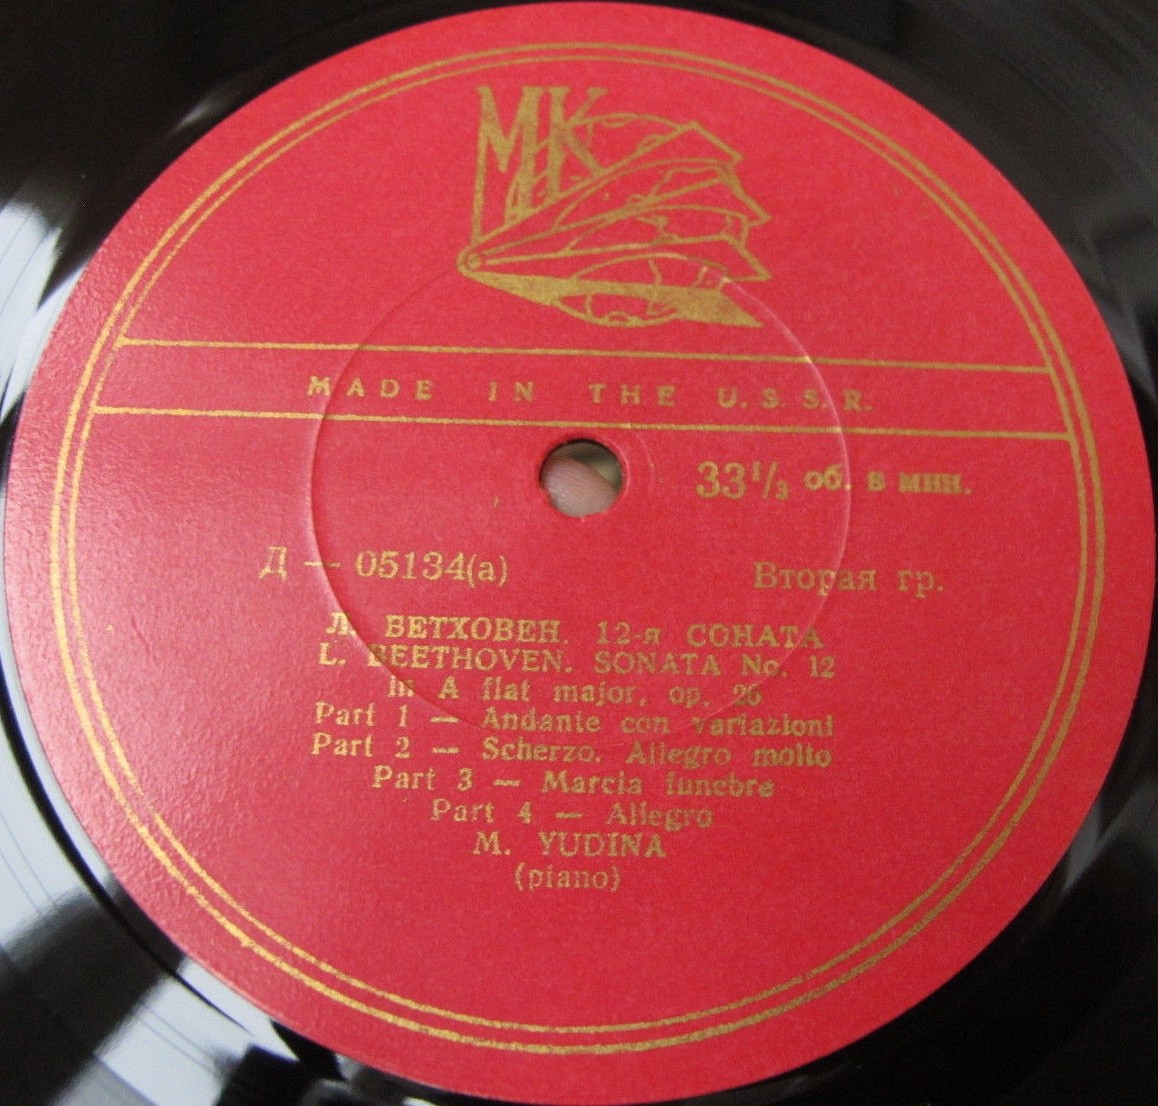 МК
MADE IN THE U.S.S.R.
33 1/3 об. в мин.
Д — 05134(а)
Вторая гр.
Л. БЕТХОВЕН. 12-я СОНАТА
L. BEETHOVEN. SONATA No. 12
in A flat major, op. 26
Part 1 — Andante con variazioni
Part 2 — Scherzo. Allegro molto
Part 3 — Marcia funebre
Part 4 — Allegro
M. YUDINA
(piano)